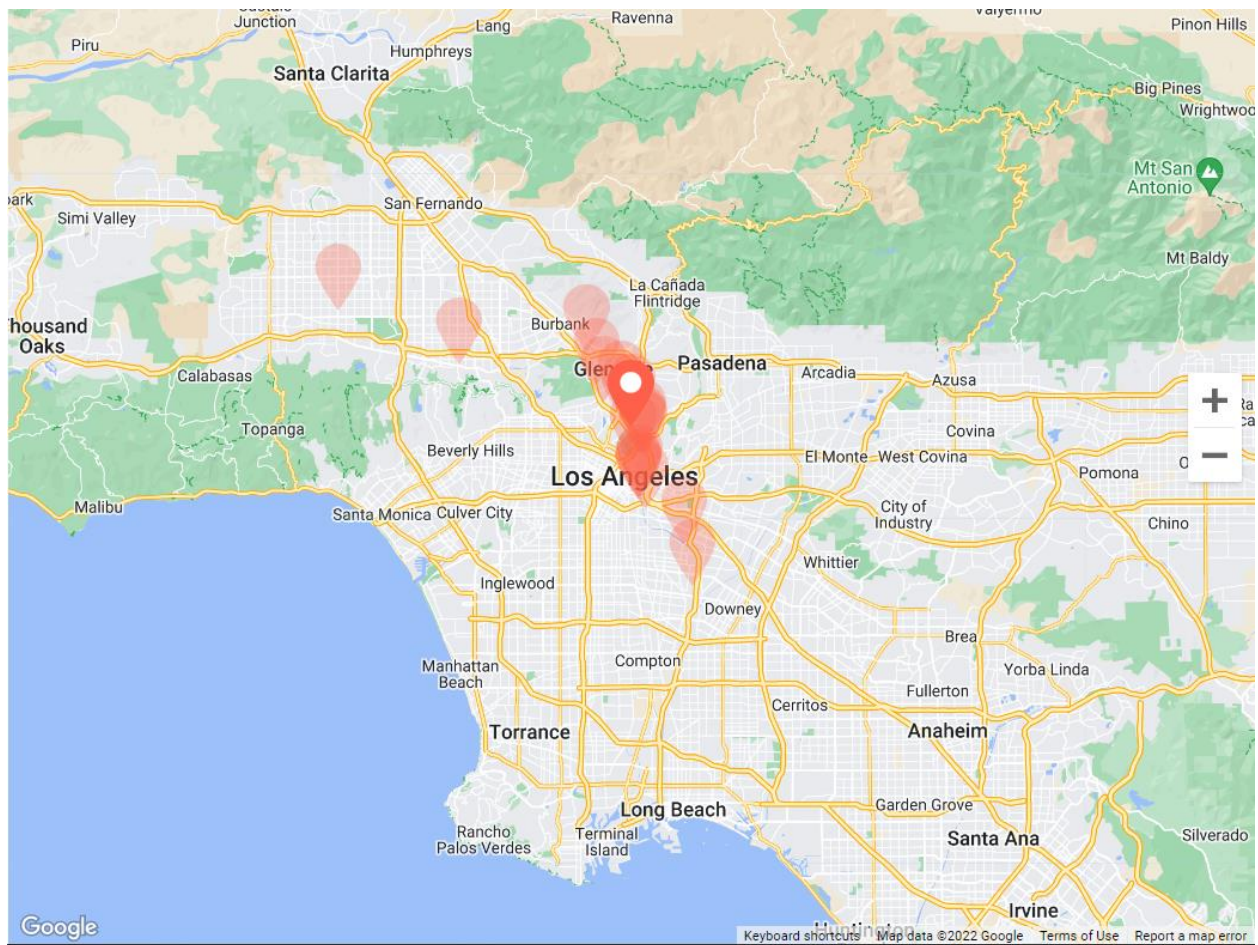 Junction
Lang
Ravenna
Valyermo
Pinon Hills
Piru
Humphreys
Santa Clarita
Big Pines
Wrightwoo
Mt San
Antonio
San Fernando
Simi Valley
Mt Baldy
La Cañada
Flintridge
Burbank
Thousand
Oaks
Pasadena
Calabasas
Arcadia
Azusa
Topanga
Covina
Beverly Hills
El Monte
West Covina
Pomona
Los Angeles
Malibu
Santa Monica
Culver City
City of
Industry
Chino
Whittier
Inglewood
Downey
Brea
Compton
Yorba Linda
Manhattan
Beach
Fullerton
Cerritos
Torrance
Anaheim
Long Beach
Garden Grove
Rancho
Palos Verdes
Terminal
Island
Santa Ana
Silverado
Irvine
Google
Huntington
Keyboard shortcuts
Map data ©2022 Google
Terms of Use
Report a map error